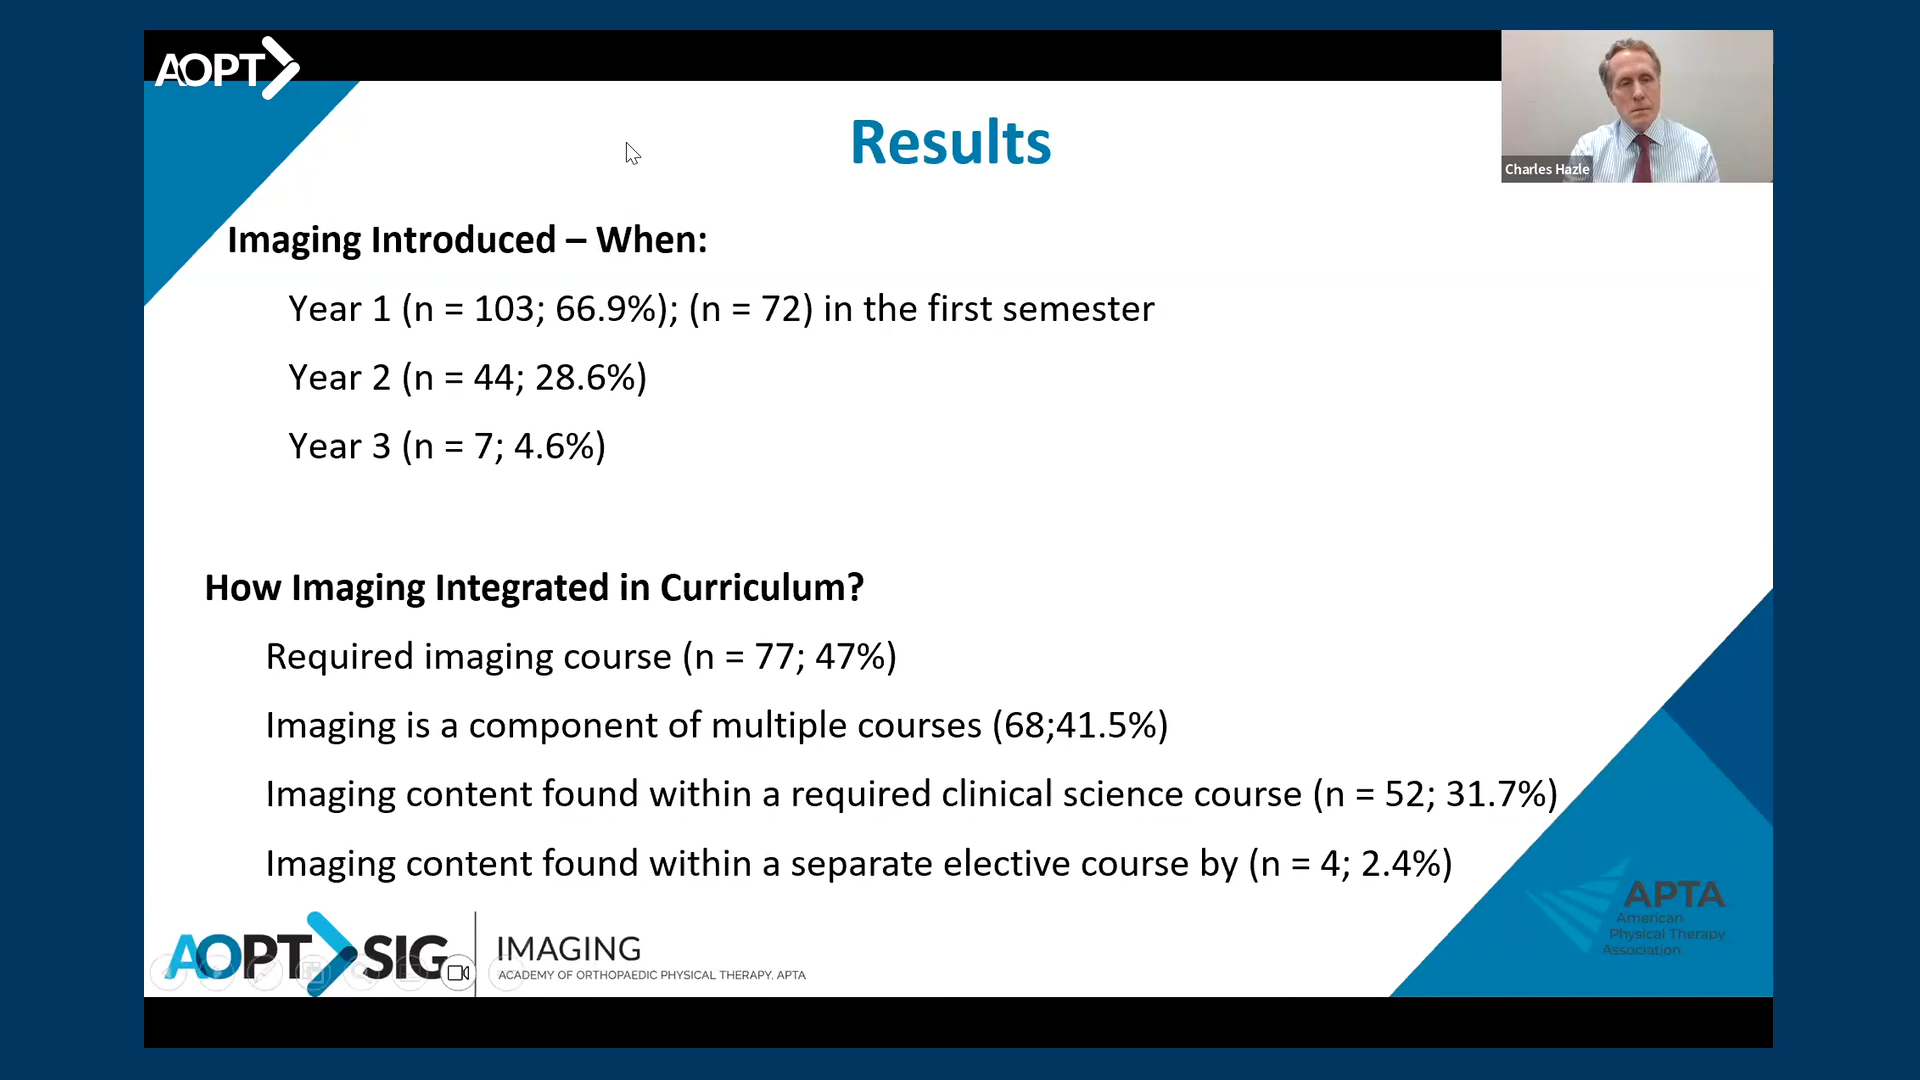 AOPT
Results
Charles Hazle
Imaging Introduced – When:
Year 1 (n = 103; 66.9%); (n = 72) in the first semester
Year 2 (n = 44; 28.6%)
Year 3 (n = 7; 4.6%)
How Imaging Integrated in Curriculum?
Required imaging course (n = 77; 47%)
Imaging is a component of multiple courses (68;41.5%)
Imaging content found within a required clinical science course (n = 52; 31.7%)
Imaging content found within a separate elective course by (n = 4; 2.4%)
APTA
American
Physical Therapy
Association
AOPT SIG
IMAGING
ACADEMY OF ORTHOPAEDIC PHYSICAL THERAPY, APTA